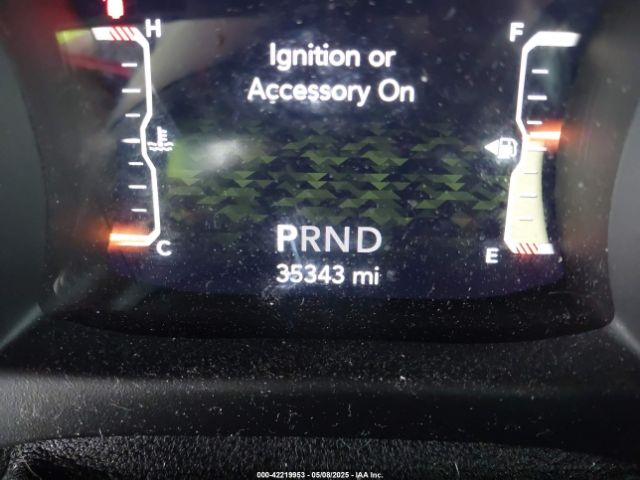 H
F
Ignition or
Accessory On
C
E
PRND
35343 mi
000-42219953 - 05/08/2025 - IAA Inc.